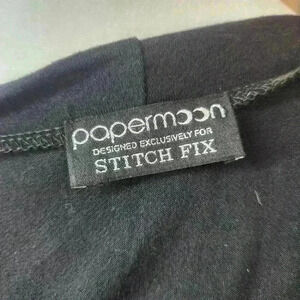 papermoon
DESIGNED EXCLUSIVELY FOR
STITCH FIX